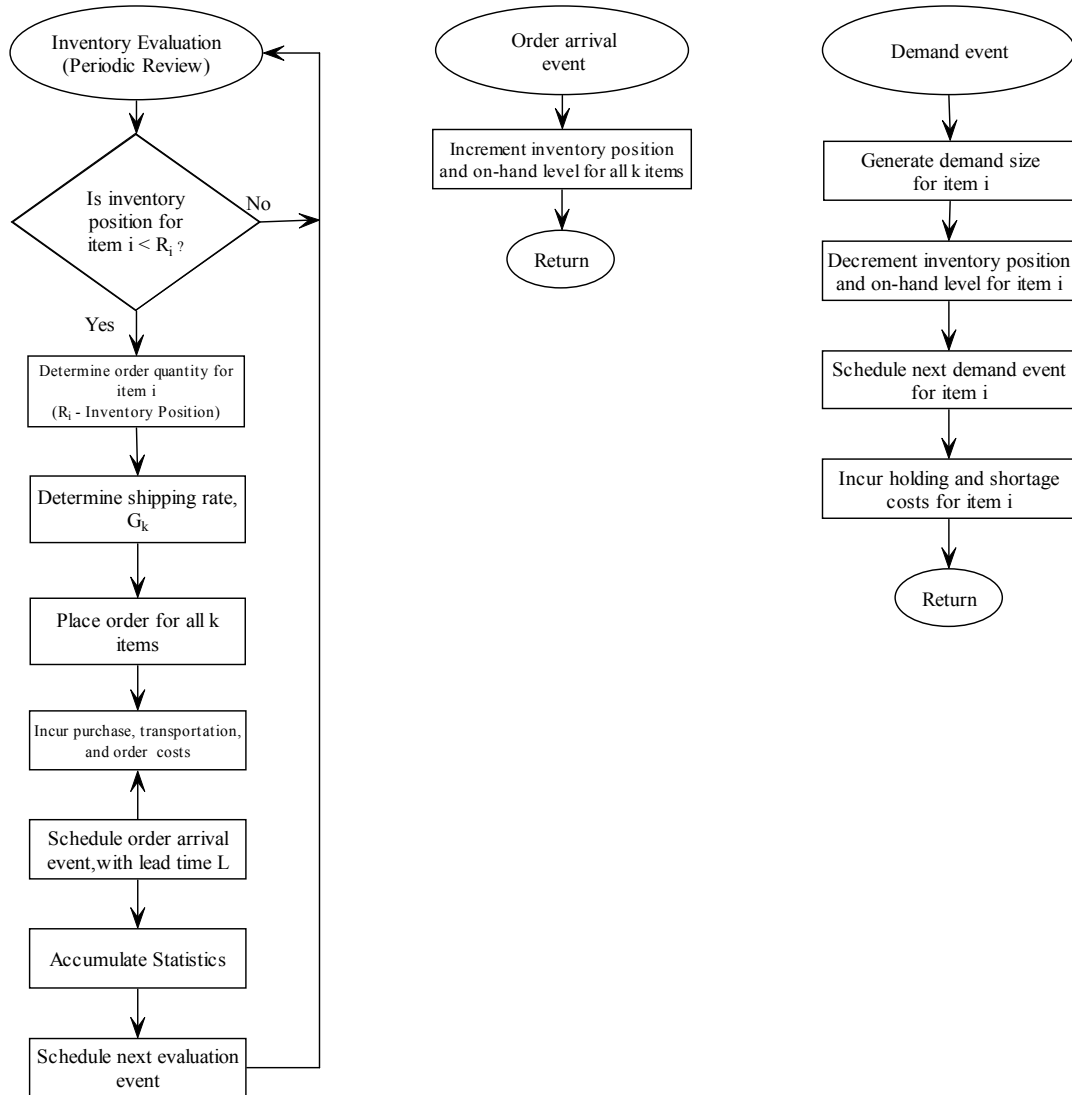 Inventory Evaluation
(Periodic Review)
Is inventory
position for
item i < Rᵢ ?
No
Yes
Determine order quantity for
item i
(Rᵢ - Inventory Position)
Determine shipping rate,
Gₖ
Place order for all k
items
Incur purchase, transportation,
and order costs
Schedule order arrival
event,with lead time L
Accumulate Statistics
Schedule next evaluation
event
Order arrival
event
Increment inventory position
and on-hand level for all k items
Return
Demand event
Generate demand size
for item i
Decrement inventory position
and on-hand level for item i
Schedule next demand event
for item i
Incur holding and shortage
costs for item i
Return